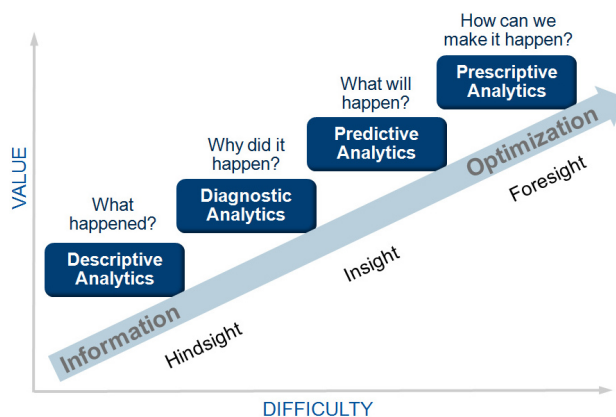 How can we
make it happen?
Prescriptive
Analytics
What will
happen?
Predictive
Analytics
Optimization
Why did it
happen?
Diagnostic
Analytics
Foresight
VALUE
What
happened?
Descriptive
Analytics
Insight
Information
Hindsight
DIFFICULTY